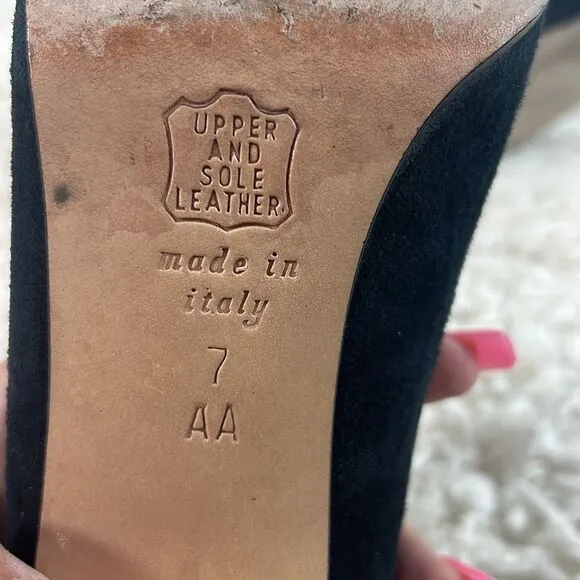 UPPER
AND
SOLE
LEATHER
made in
italy
7
AA